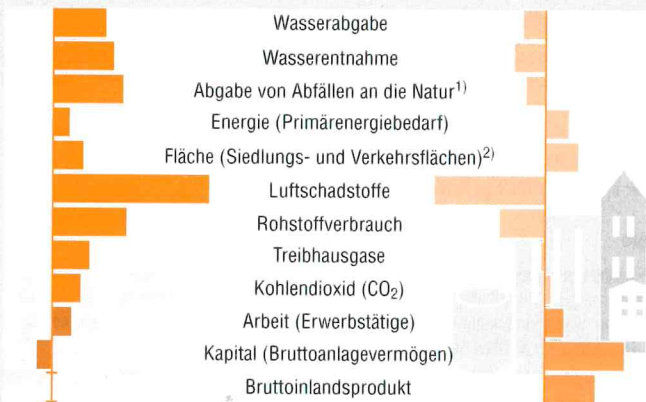 Wasserabgabe
Wasserentnahme
Abgabe von Abfällen an die Natur1)
Energie (Primärenergiebedarf)
Fläche (Siedlungs- und Verkehrsflächen)2)
Luftschadstoffe
Rohstoffverbrauch
Treibhausgase
Kohlendioxid (CO2)
Arbeit (Erwerbstätige)
Kapital (Bruttoanlagevermögen)
Bruttoinlandsprodukt